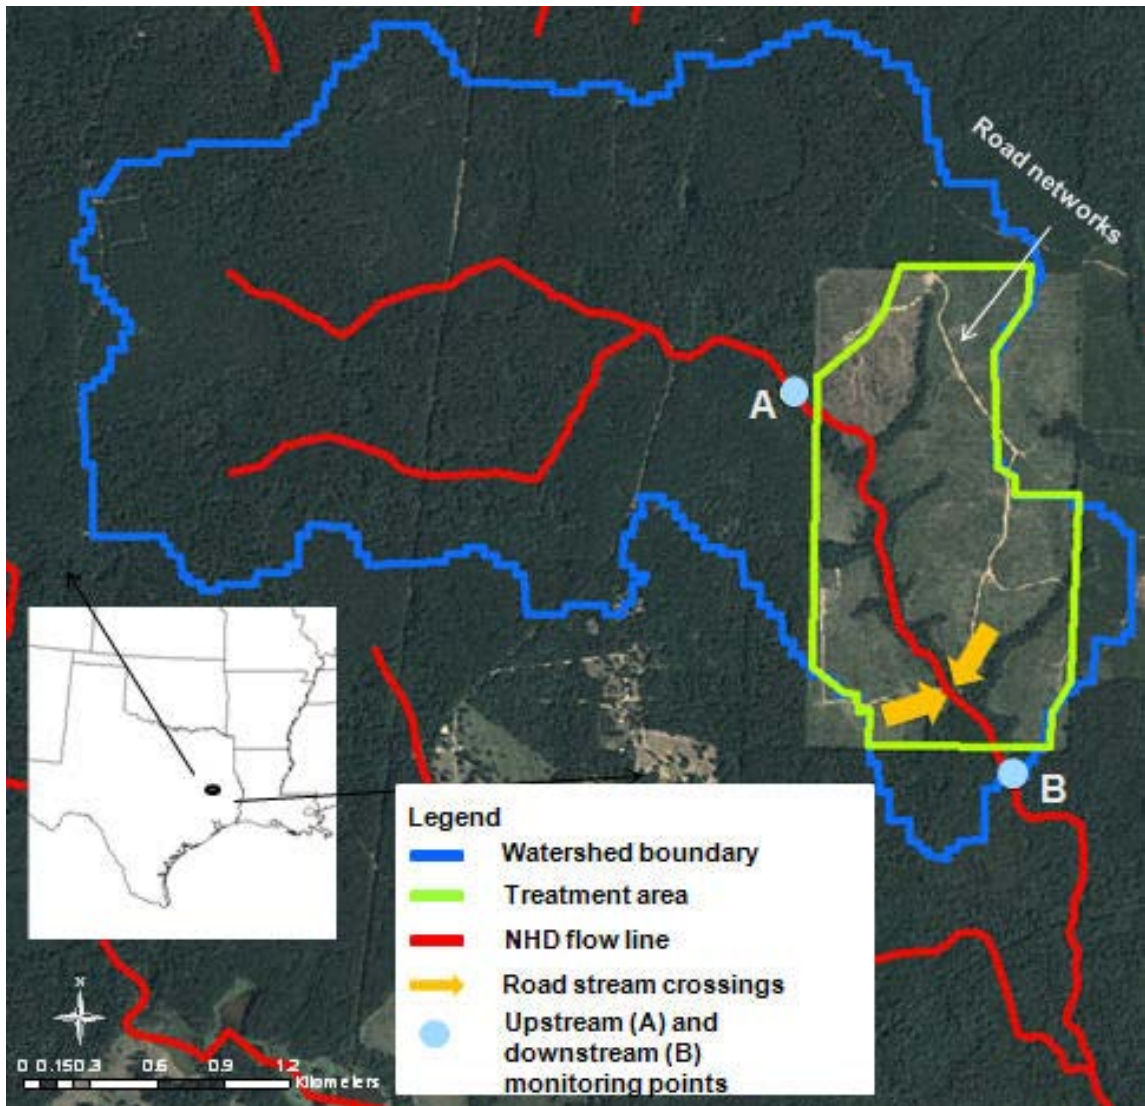 Road networks
A
B
Legend
Watershed boundary
Treatment area
NHD flow line
Road stream crossings
Upstream (A) and
downstream (B)
monitoring points
N
0 0.150.3 0.6 0.9 1.2
Kilometers